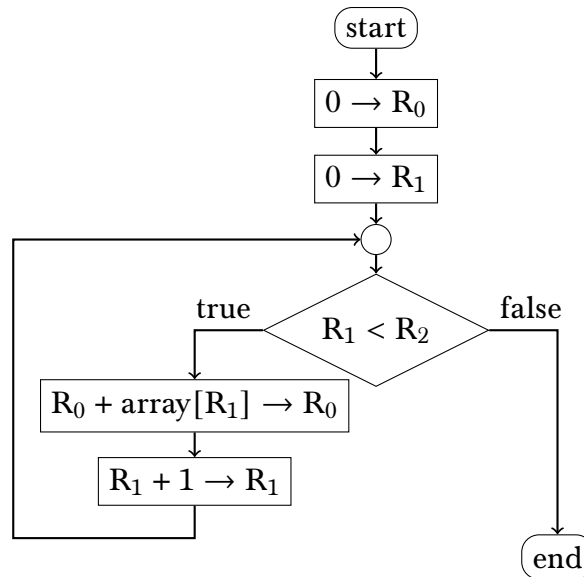 start
0 → R₀
0 → R₁
true
false
R₁ < R₂
R₀ + array[R₁] → R₀
R₁ + 1 → R₁
end